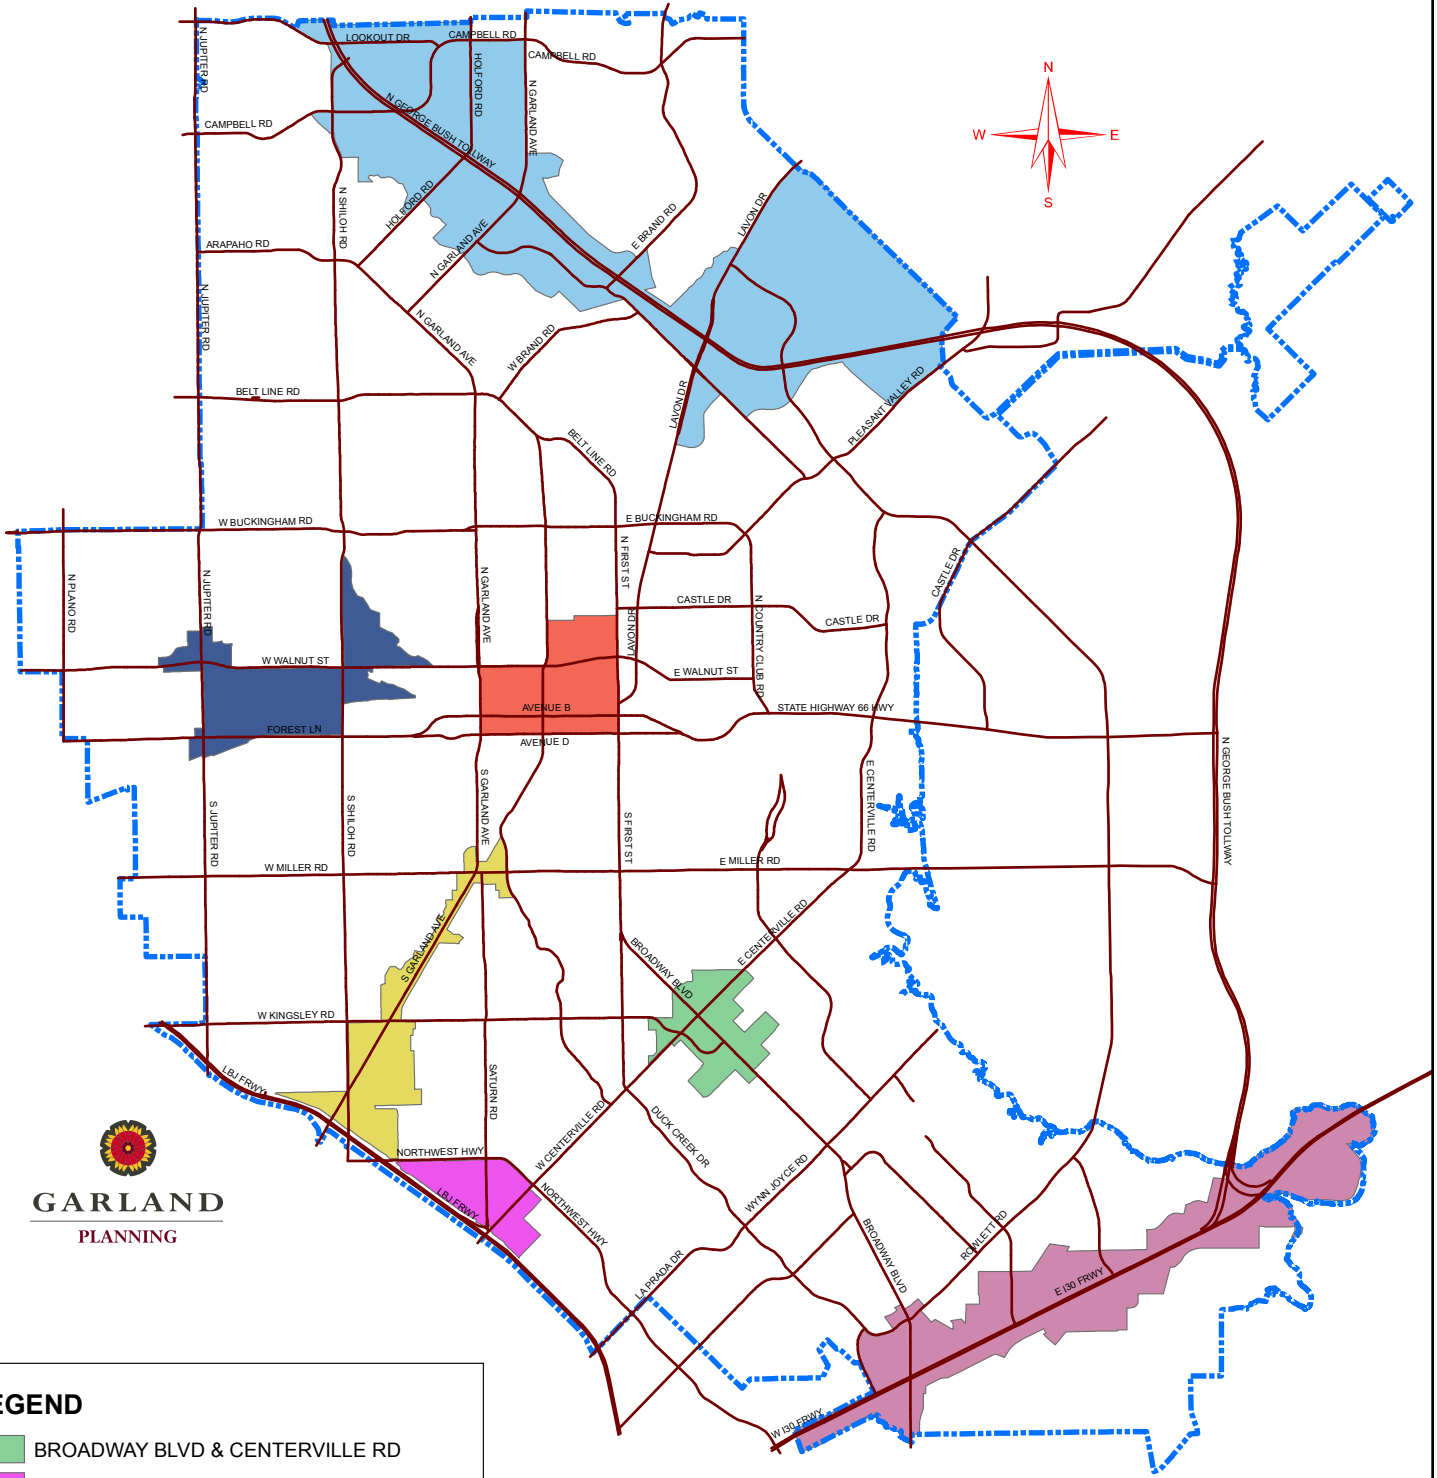 N JUPITER RD
LOOKOUT DR
CAMPBELL RD
CAMPBELL RD
HOLFORD RD
N GARLAND AVE
N GEORGE BUSH TOLLWAY
CAMPBELL RD
N SHILOH RD
HOLFORD RD
N GARLAND AVE
E BRAND RD
LAVON DR
ARAPAHO RD
N JUPITER RD
N GARLAND AVE
W BRAND RD
N
W
E
S
BELT LINE RD
BELT LINE RD
LAVON DR
PLEASANT VALLEY RD
W BUCKINGHAM RD
E BUCKINGHAM RD
N FIRST ST
N PLANO RD
N JUPITER RD
N GARLAND AVE
CASTLE DR
CASTLE DR
CASTLE DR
LAVON DR
N COUNTRY CLUB RD
W WALNUT ST
E WALNUT ST
AVENUE B
STATE HIGHWAY 66 HWY
FOREST LN
AVENUE D
S JUPITER RD
S SHILOH RD
S GARLAND AVE
S FIRST ST
E CENTERVILLE RD
N GEORGE BUSH TOLLWAY
W MILLER RD
E MILLER RD
S GARLAND AVE
BROADWAY BLVD
E CENTERVILLE RD
W KINGSLEY RD
LBJ FRWY
SATURN RD
W CENTERVILLE RD
DUCK CREEK DR
NORTHWEST HWY
LBJ FRWY
NORTHWEST HWY
WYNN JOYCE RD
LA PRADA DR
BROADWAY BLVD
ROWLETT RD
E I30 FRWY
W I30 FRWY
GARLAND
PLANNING
EGEND
BROADWAY BLVD & CENTERVILLE RD